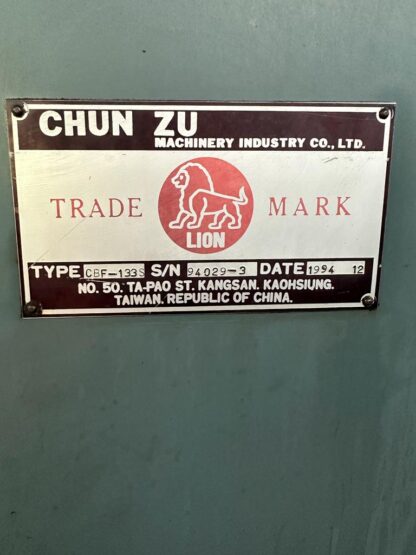 CHUN ZU
MACHINERY INDUSTRY CO., LTD.
TRADE MARK
LION
TYPE CBF-133S S/N 94029-3 DATE 1994 12
NO. 50. TA-PAO ST. KANGSAN. KAOHSIUNG.
TAIWAN. REPUBLIC OF CHINA.